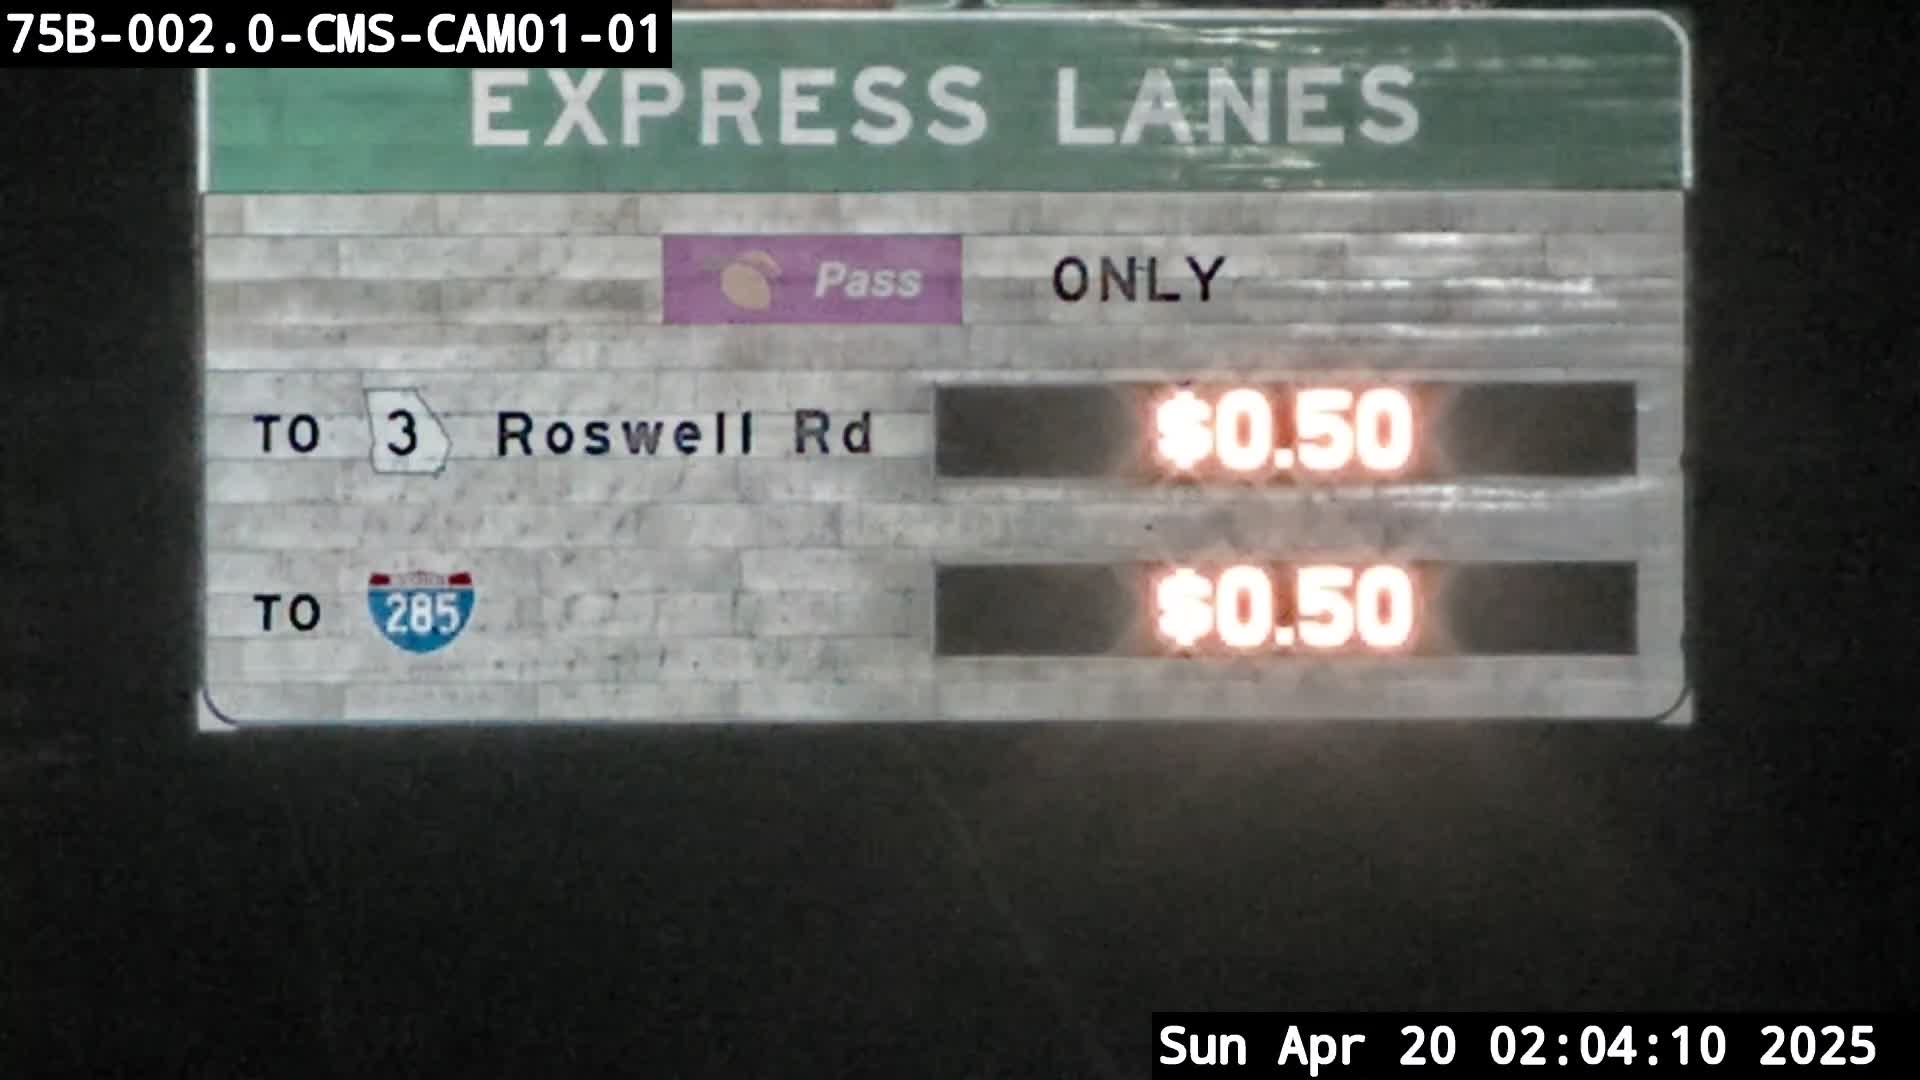 75B-002.0-CMS-CAM01-01
EXPRESS LANES
Pass ONLY
TO 3 Roswell Rd $0.50
TO 285 $0.50
Sun Apr 20 02:04:10 2025